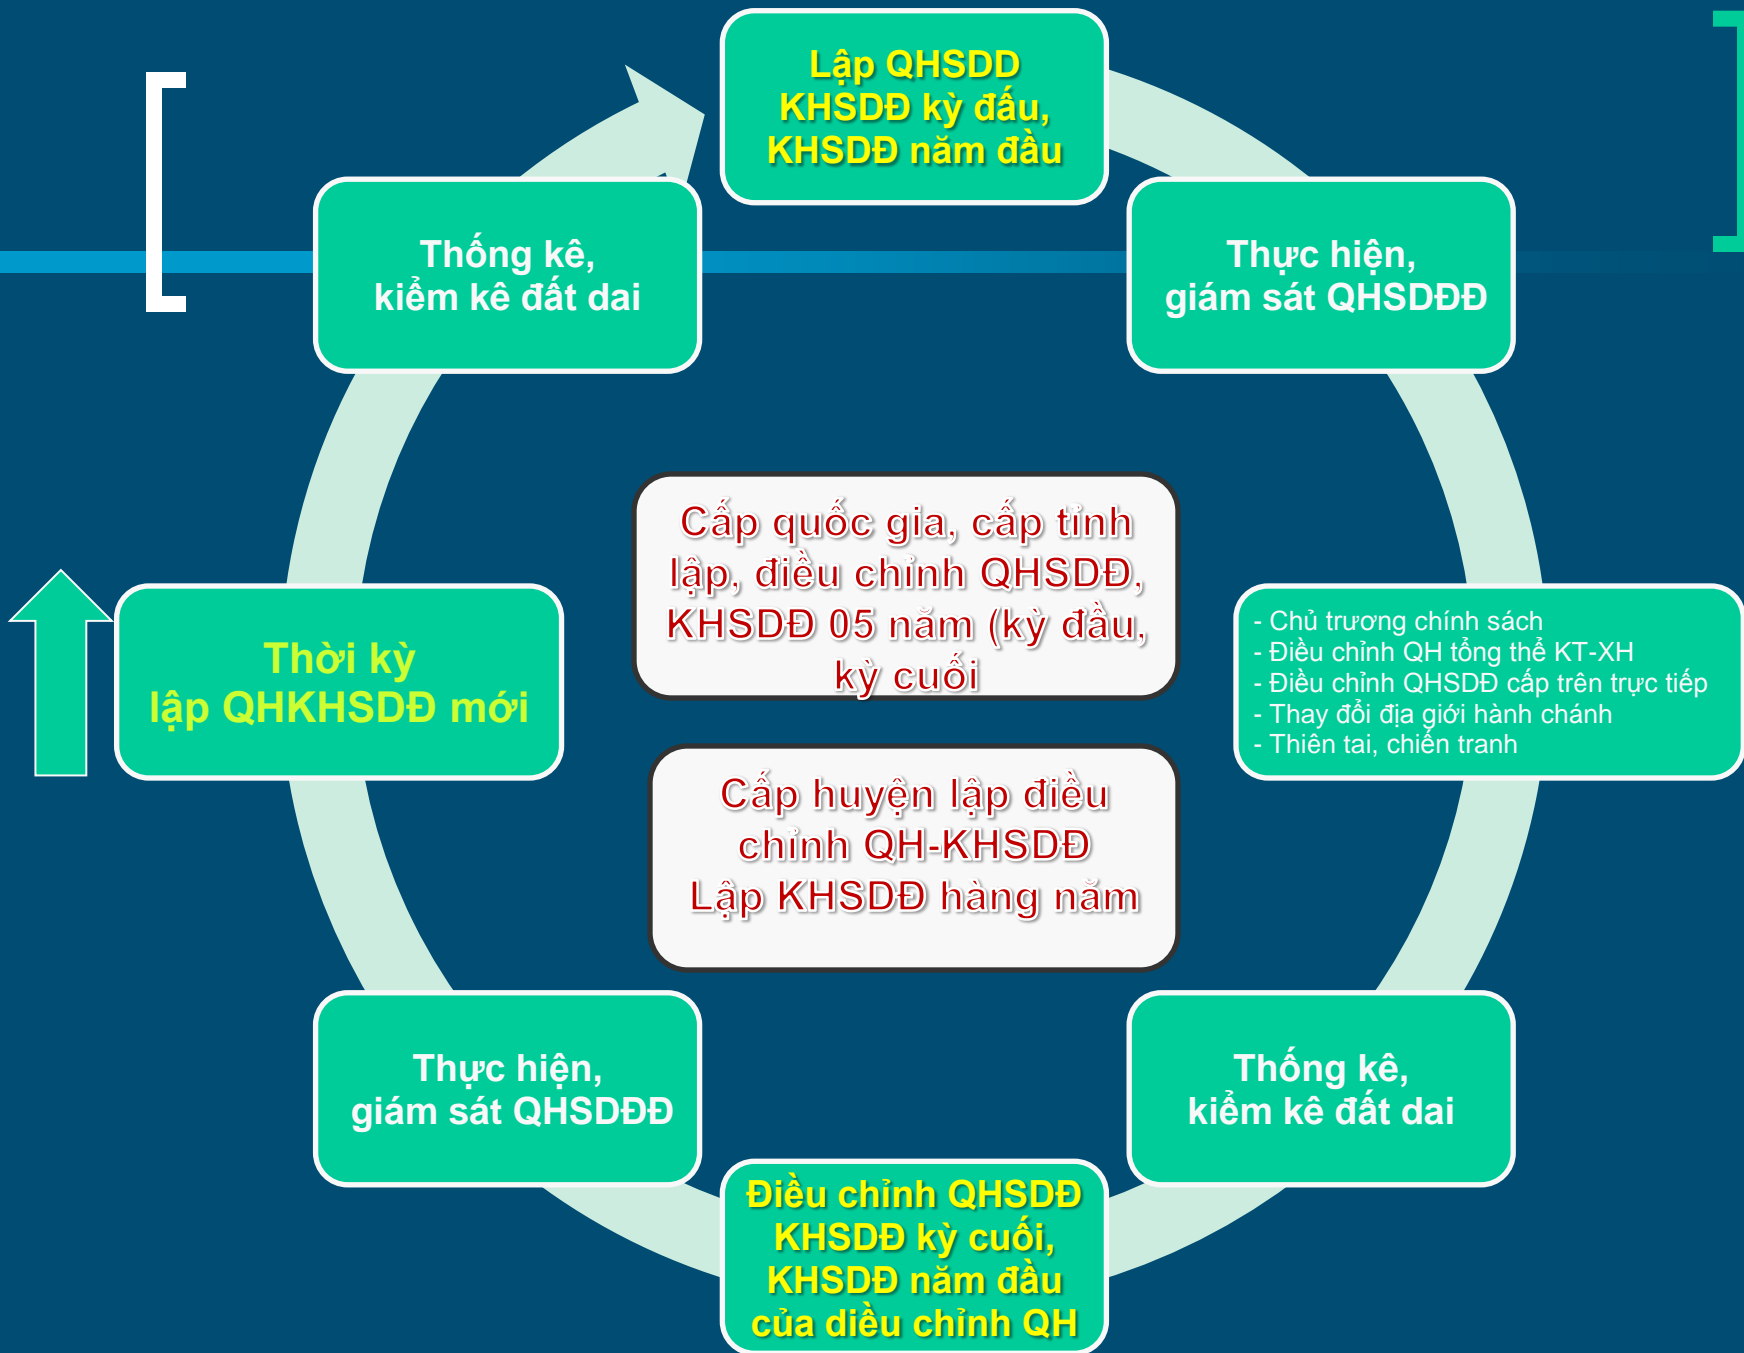 Lập QHSDD
KHSDĐ kỳ đấu,
KHSDĐ năm đầu
Thống kê,
kiểm kê đất dai
Thực hiện,
giám sát QHSDĐĐ
Cấp quốc gia, cấp tỉnh
lập, điều chỉnh QHSDĐ,
KHSDĐ 05 năm (kỳ đầu,
kỳ cuối
Thời kỳ
lập QHKHSDĐ mới
- Chủ trương chính sách
- Điều chỉnh QH tổng thể KT-XH
- Điều chỉnh QHSDĐ cấp trên trực tiếp
- Thay đổi địa giới hành chánh
- Thiên tai, chiến tranh
Cấp huyện lập điều
chỉnh QH-KHSDĐ
Lập KHSDĐ hàng năm
Thực hiện,
giám sát QHSDĐĐ
Thống kê,
kiểm kê đất dai
Điều chỉnh QHSDĐ
KHSDĐ kỳ cuối,
KHSDĐ năm đầu
của diều chỉnh QH